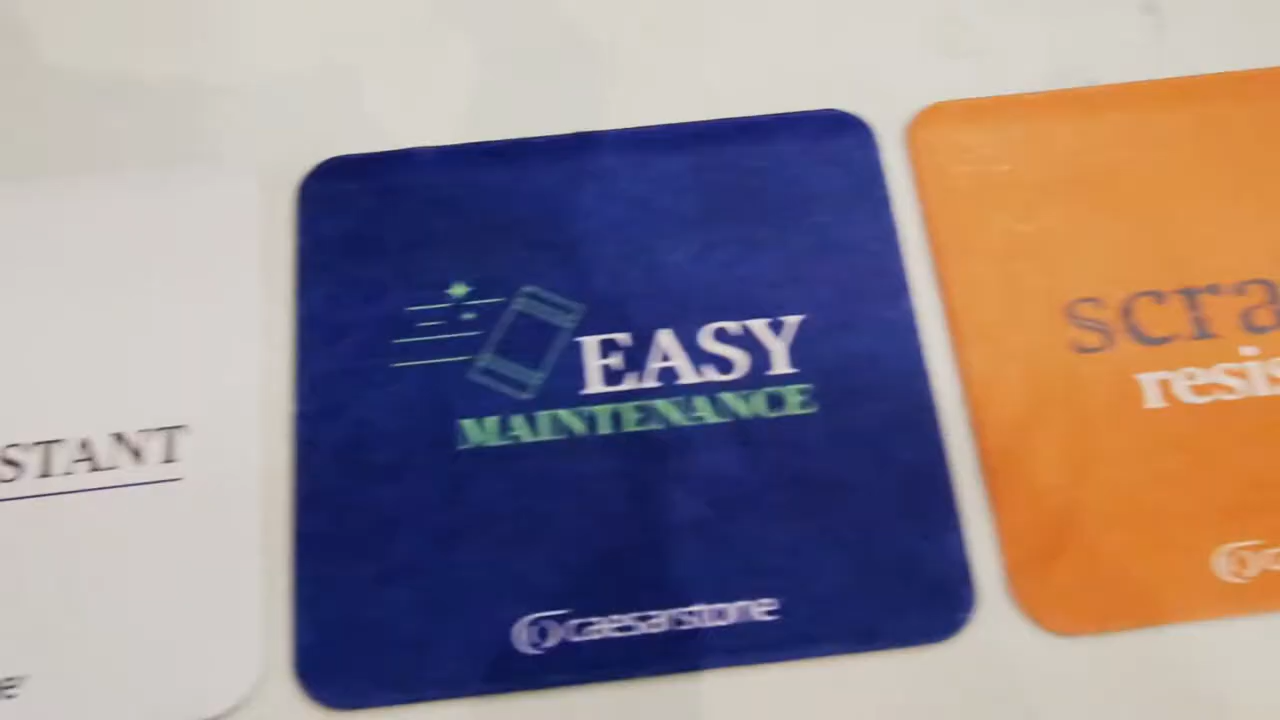 STANT
EASY
MAINTENANCE
caesarstone
scra
resis